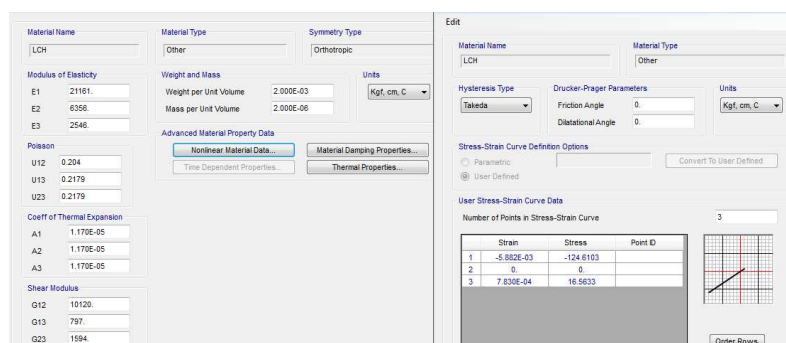 Material Name
Material Type
Symmetry Type
LCH
Other
Orthotropic
Modulus of Elasticity
E1 21161.
E2 6356.
E3 2546.
Weight and Mass
Weight per Unit Volume 2.000E-03
Mass per Unit Volume 2.000E-06
Units
Kgf, cm, C
Advanced Material Property Data
Nonlinear Material Data...
Material Damping Properties...
Time Dependent Properties...
Thermal Properties...
Poisson
U12 0.204
U13 0.2179
U23 0.2179
Coeff of Thermal Expansion
A1 1.170E-05
A2 1.170E-05
A3 1.170E-05
Shear Modulus
G12 10120.
G13 797.
G23 1594.
Edit
Material Name
Material Type
LCH
Other
Hysteresis Type
Takeda
Drucker-Prager Parameters
Friction Angle 0.
Dilatational Angle 0.
Units
Kgf, cm, C
Stress-Strain Curve Definition Options
Parametric
Convert To User Defined
User Defined
User Stress-Strain Curve Data
Number of Points in Stress-Strain Curve 3
Strain Stress Point ID
1 -5.882E-03 -124.6103
2 0. 0.
3 7.830E-04 16.5633
Order Rows